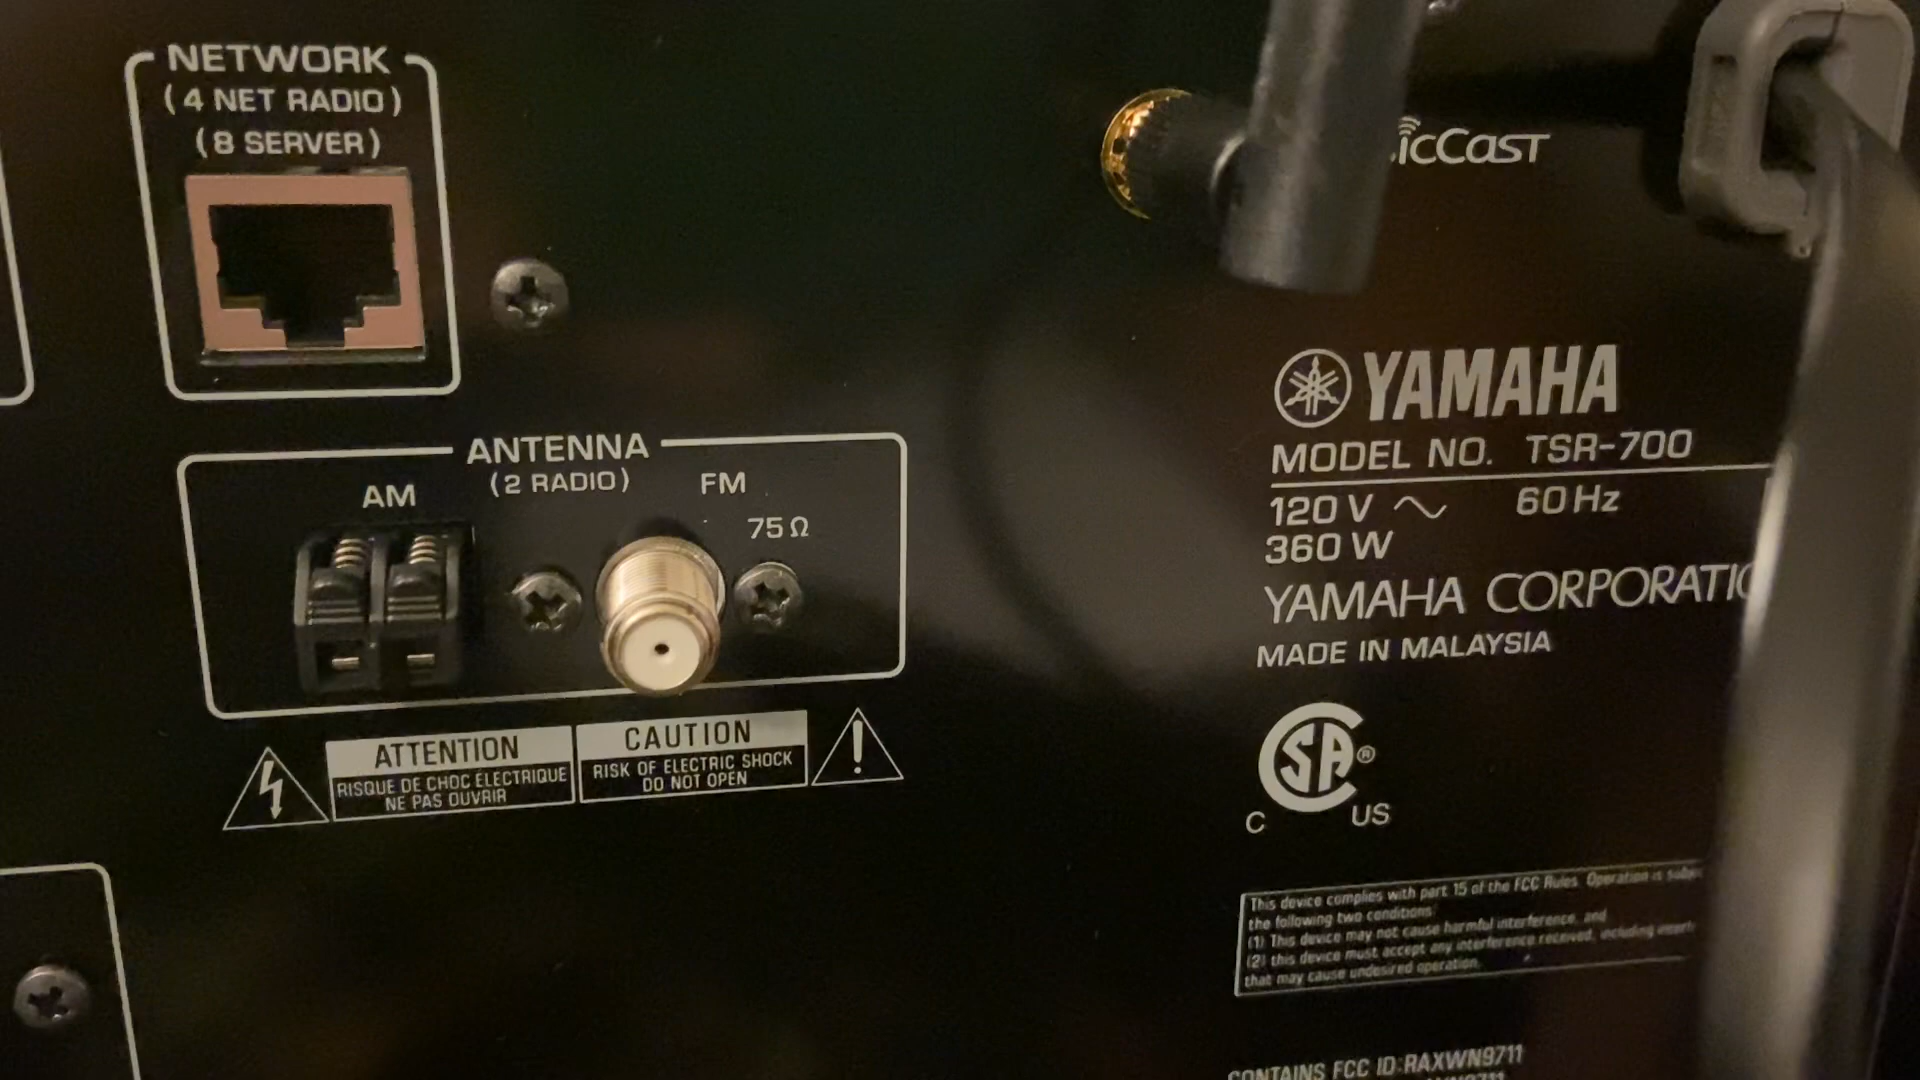 NETWORK
(4 NET RADIO)
(8 SERVER)
icCast
ANTENNA
(2 RADIO)
AM
FM
75Ω
ATTENTION
RISQUE DE CHOC ÉLECTRIQUE
NE PAS OUVRIR
CAUTION
RISK OF ELECTRIC SHOCK
DO NOT OPEN
YAMAHA
MODEL NO. TSR-700
120 V ~ 60 Hz
360 W
YAMAHA CORPORATIO
MADE IN MALAYSIA
SA ®
C US
This device complies with part 15 of the FCC Rules. Operation is
the following two conditions:
(1) This device may not cause harmful interference, and
(2) this device must accept any interference received, including
that may cause undesired operation.
CONTAINS FCC ID:RAXWN9711